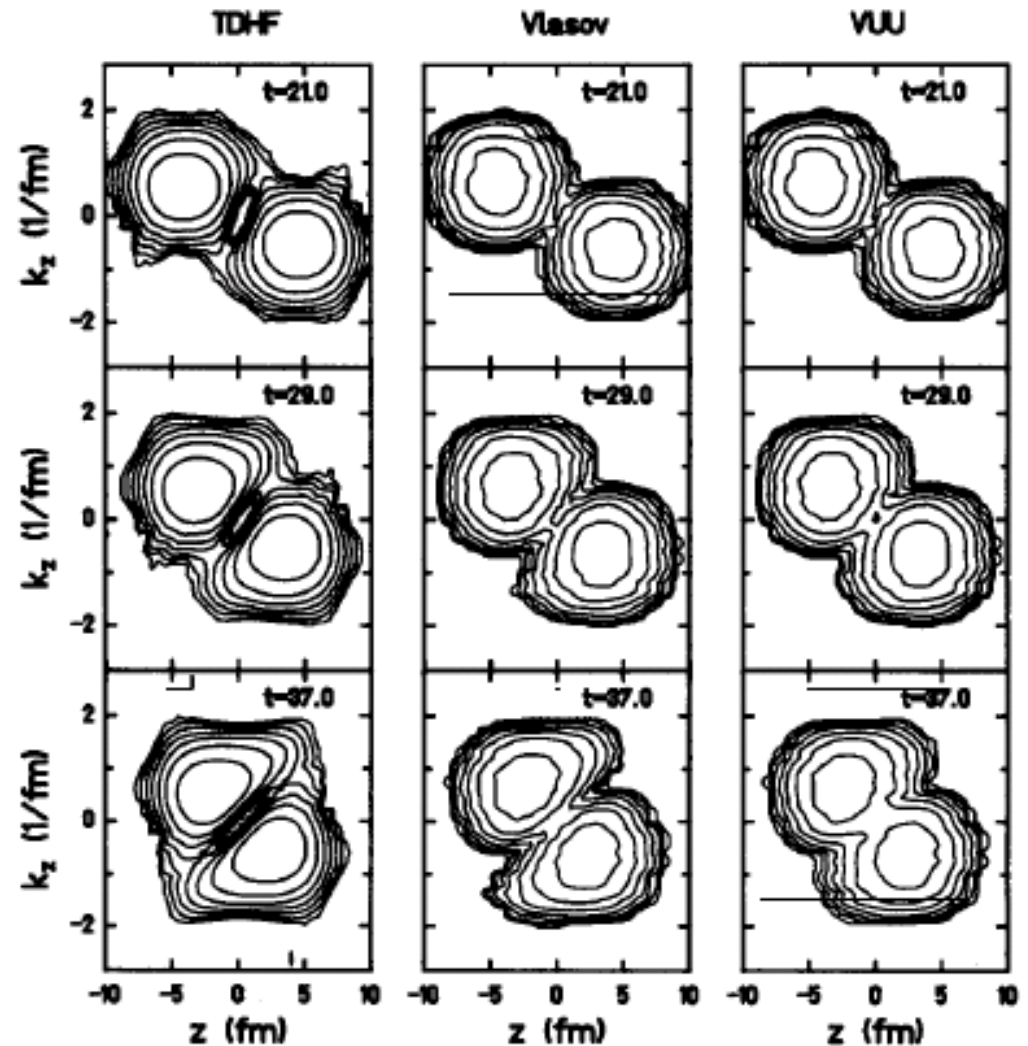 TDHF Vlasov VUU
t=21.0 t=21.0 t=21.0
2
0
-2
k_z (1/fm)
t=29.0 t=29.0 t=29.0
2
0
-2
k_z (1/fm)
t=37.0 t=37.0 t=37.0
2
0
-2
k_z (1/fm)
-10 -5 0 5 10 -5 0 5 10 -5 0 5 10
z (fm) z (fm) z (fm)